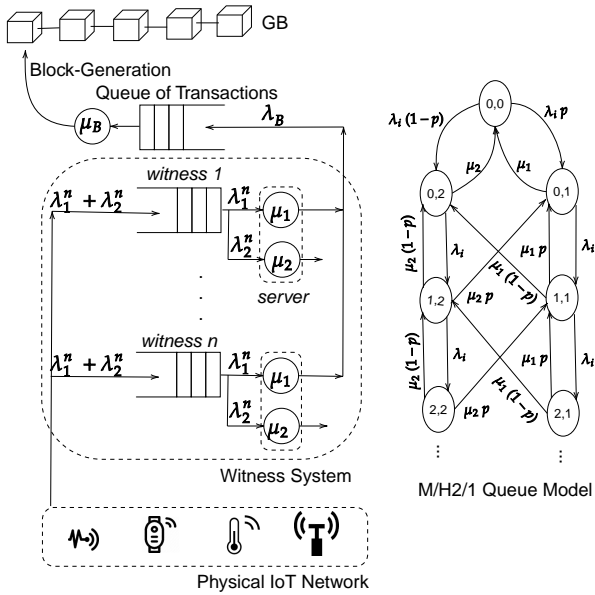 GB
Block-Generation
Queue of Transactions
μ_B
λ_B
witness 1
λ₁ⁿ + λ₂ⁿ
λ₁ⁿ
μ₁
λ₂ⁿ
μ₂
server
witness n
λ₁ⁿ + λ₂ⁿ
λ₁ⁿ
μ₁
λ₂ⁿ
μ₂
Witness System
Physical IoT Network
0,0
λᵢ (1−p)
λᵢ p
μ₂
μ₁
0,2
0,1
μ₂ (1−p)
λᵢ
μ₁ p
λᵢ
μ₂ p
μ₁ (1−p)
1,2
1,1
μ₂ (1−p)
λᵢ
μ₁ p
λᵢ
μ₂ p
μ₁ (1−p)
2,2
2,1
...
...
M/H2/1 Queue Model